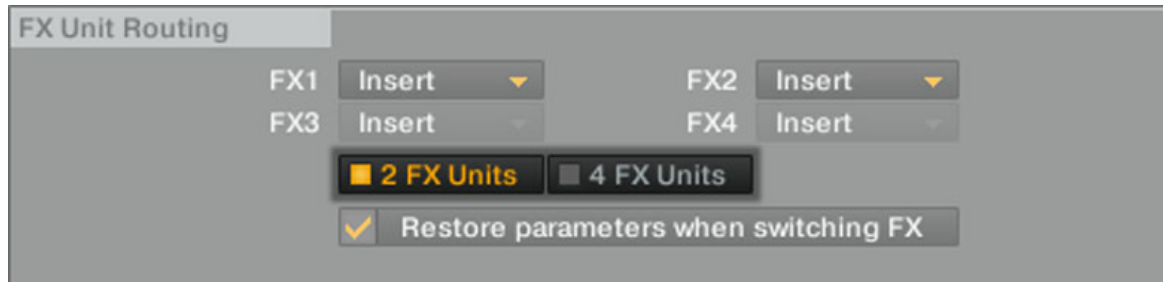 FX Unit Routing
FX1 Insert FX2 Insert
FX3 Insert FX4 Insert
2 FX Units 4 FX Units
Restore parameters when switching FX